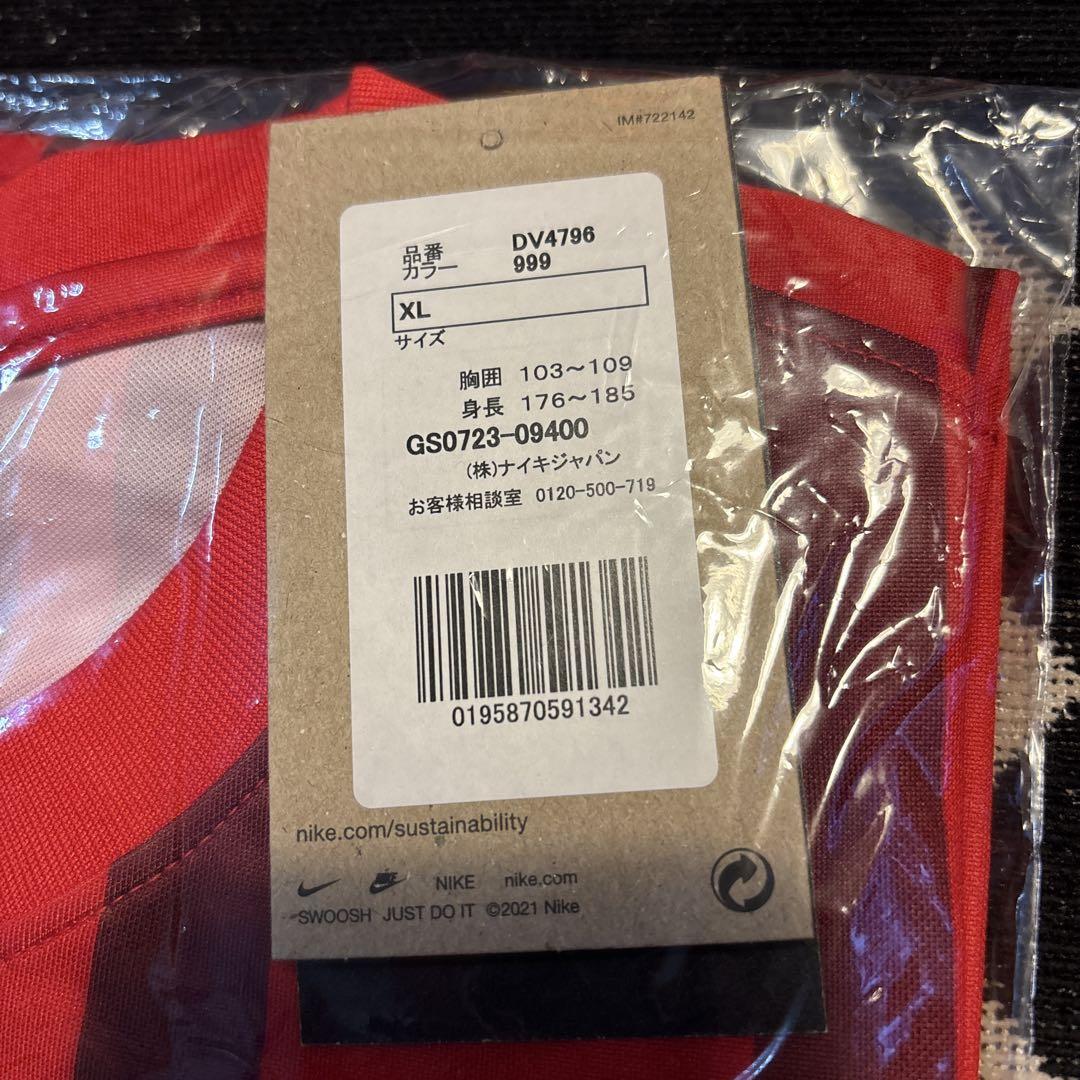 IM#722142
品番 DV4796
カラー 999
XL
サイズ
胸囲 103～109
身長 176～185
GS0723-09400
(株)ナイキジャパン
お客様相談室 0120-500-719
0195870591342
nike.com/sustainability
NIKE nike.com
SWOOSH JUST DO IT ©2021 Nike